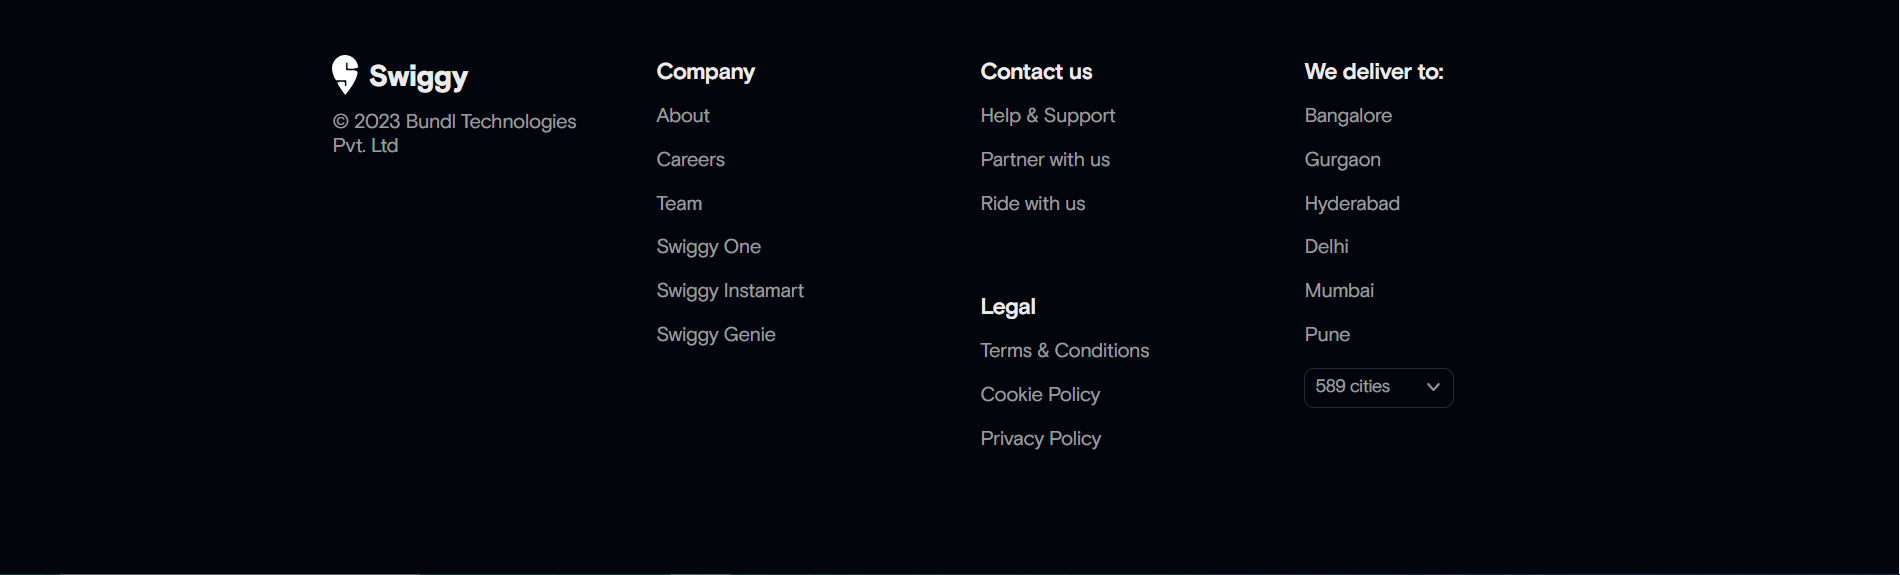 Swiggy
© 2023 Bundl Technologies
Pvt. Ltd
Company
About
Careers
Team
Swiggy One
Swiggy Instamart
Swiggy Genie
Contact us
Help & Support
Partner with us
Ride with us
Legal
Terms & Conditions
Cookie Policy
Privacy Policy
We deliver to:
Bangalore
Gurgaon
Hyderabad
Delhi
Mumbai
Pune
589 cities